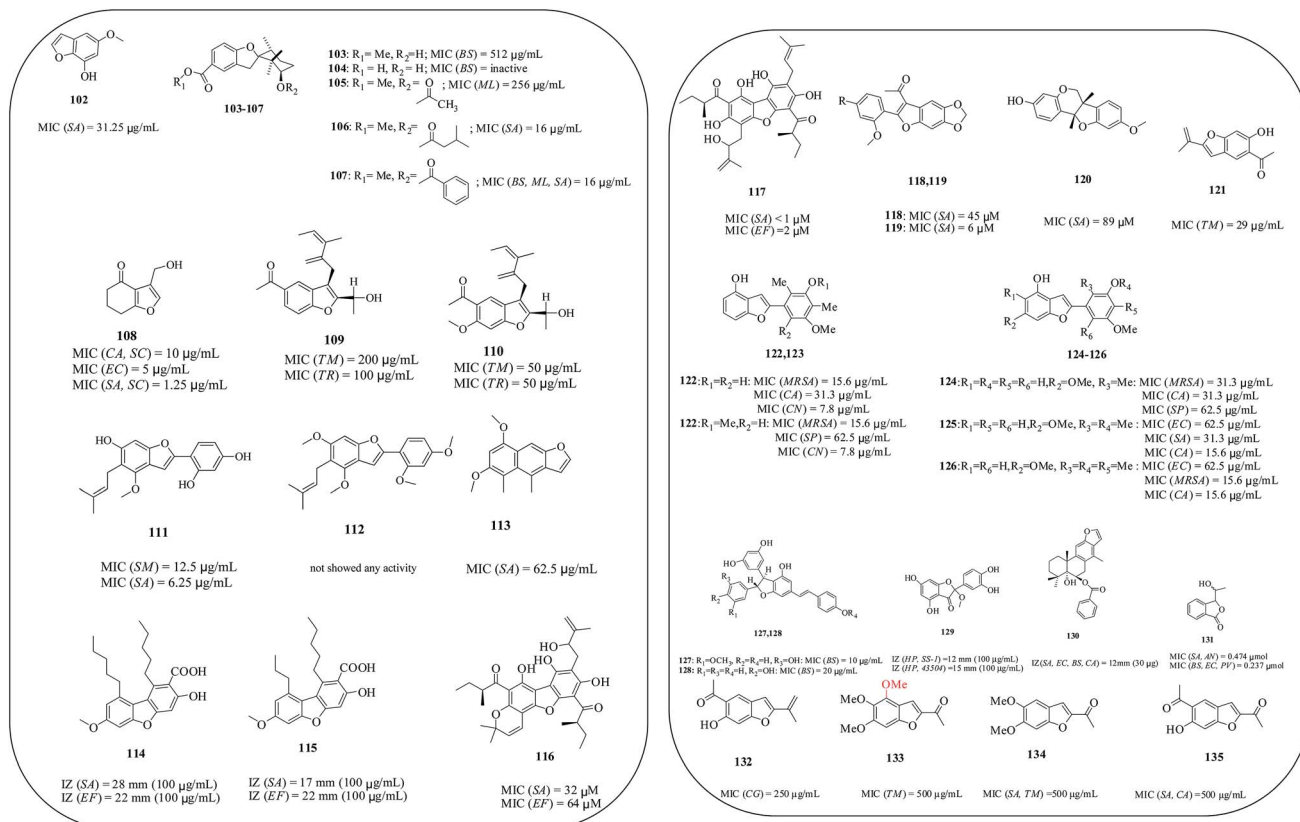 102
MIC (SA) = 31.25 µg/mL
103-107
103: R1= Me, R2=H; MIC (BS) = 512 µg/mL
104: R1= H, R2= H; MIC (BS) = inactive
105: R1= Me, R2= ; MIC (ML) = 256 µg/mL
106: R1= Me, R2= ; MIC (SA) = 16 µg/mL
107: R1= Me, R2= ; MIC (BS, ML, SA) = 16 µg/mL
108
MIC (CA, SC) = 10 µg/mL
MIC (EC) = 5 µg/mL
MIC (SA, SC) = 1.25 µg/mL
109
MIC (TM) = 200 µg/mL
MIC (TR) = 100 µg/mL
110
MIC (TM) = 50 µg/mL
MIC (TR) = 50 µg/mL
111
MIC (SM) = 12.5 µg/mL
MIC (SA) = 6.25 µg/mL
112
not showed any activity
113
MIC (SA) = 62.5 µg/mL
114
IZ (SA) = 28 mm (100 µg/mL)
IZ (EF) = 22 mm (100 µg/mL)
115
IZ (SA) = 17 mm (100 µg/mL)
IZ (EF) = 22 mm (100 µg/mL)
116
MIC (SA) = 32 µM
MIC (EF) = 64 µM
117
MIC (SA) <1 µM
MIC (EF) =2 µM
118,119
118: MIC (SA) = 45 µM
119: MIC (SA) = 6 µM
120
MIC (SA) = 89 µM
121
MIC (TM) = 29 µg/mL
122,123
122:R1=R2=H: MIC (MRSA) = 15.6 µg/mL
MIC (CA) = 31.3 µg/mL
MIC (CN) = 7.8 µg/mL
122:R1=Me,R2=H: MIC (MRSA) = 15.6 µg/mL
MIC (SP) = 62.5 µg/mL
MIC (CN) = 7.8 µg/mL
124-126
124:R1=R4=R5=R6=H,R2=OMe, R3=Me: MIC (MRSA) = 31.3 µg/mL
MIC (CA) = 31.3 µg/mL
MIC (SP) = 62.5 µg/mL
125:R1=R5=R6=H,R2=OMe, R3=R4=Me : MIC (EC) = 62.5 µg/mL
MIC (SA) = 31.3 µg/mL
MIC (CA) = 15.6 µg/mL
126:R1=R6=H,R2=OMe, R3=R4=R5=Me : MIC (EC) = 62.5 µg/mL
MIC (MRSA) = 15.6 µg/mL
MIC (CA) = 15.6 µg/mL
127,128
127: R1=OCH3, R2=R4=H, R3=OH: MIC (BS) = 10 µg/mL
128: R1=R3=R4=H, R2=OH: MIC (BS) = 20 µg/mL
129
IZ (HP, SS-1) =12 mm (100 µg/mL)
IZ (HP, 43504) =15 mm (100 µg/mL)
130
IZ(SA, EC, BS, CA) = 12mm (30 µg)
131
MIC (SA, AN) = 0.474 µmol
MIC (BS, EC, PV) = 0.237 µmol
132
MIC (CG) = 250 µg/mL
133
MIC (TM) = 500 µg/mL
134
MIC (SA, TM) =500 µg/mL
135
MIC (SA, CA) =500 µg/mL